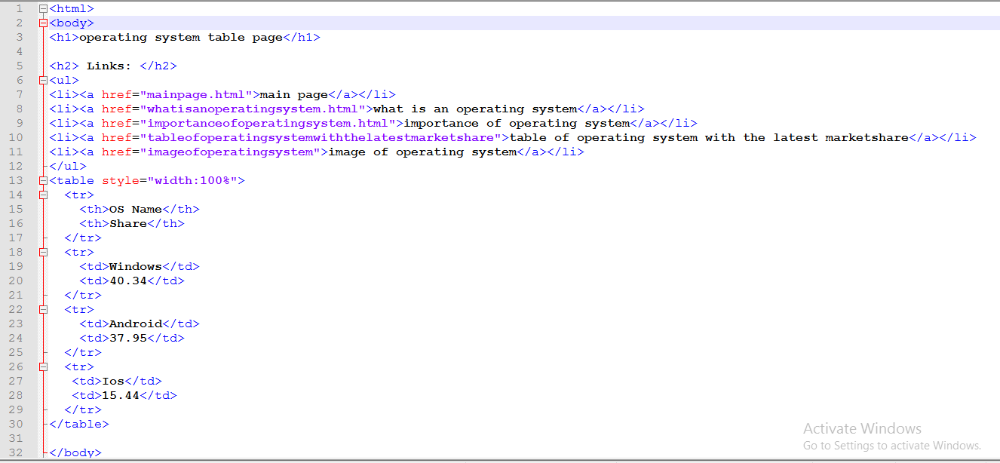 1 <html>
2 <body>
3 <h1>operating system table page</h1>
4
5 <h2> Links: </h2>
6 <ul>
7 <li><a href="mainpage.html">main page</a></li>
8 <li><a href="whatisanoperatingsystem.html">what is an operating system</a></li>
9 <li><a href="importanceofoperatingsystem.html">importance of operating system</a></li>
10 <li><a href="tableofoperatingsystemwiththelatestmarketshare">table of operating system with the latest marketshare</a></li>
11 <li><a href="imageofoperatingsystem">image of operating system</a></li>
12 </ul>
13 <table style="width:100%">
14 <tr>
15 <th>OS Name</th>
16 <th>Share</th>
17 </tr>
18 <tr>
19 <td>Windows</td>
20 <td>40.34</td>
21 </tr>
22 <tr>
23 <td>Android</td>
24 <td>37.95</td>
25 </tr>
26 <tr>
27 <td>Ios</td>
28 <td>15.44</td>
29 </tr>
30 </table>
31
32 </body>
Activate Windows
Go to Settings to activate Windows.